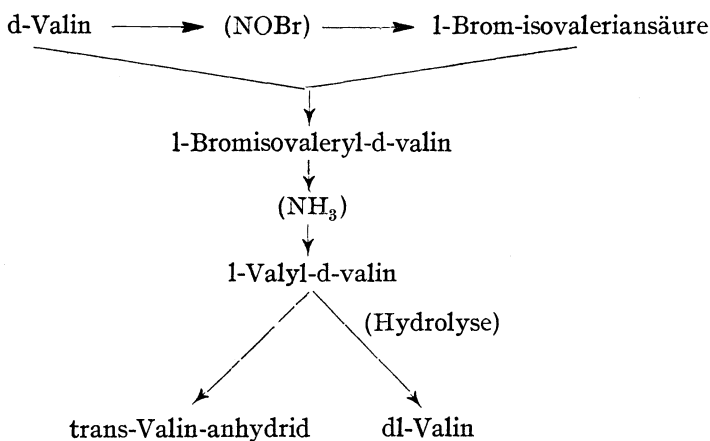 d-Valin (NOBr) l-Brom-isovaleriansäure
l-Bromisovaleryl-d-valin
(NH₃)
l-Valyl-d-valin
(Hydrolyse)
trans-Valin-anhydrid dl-Valin